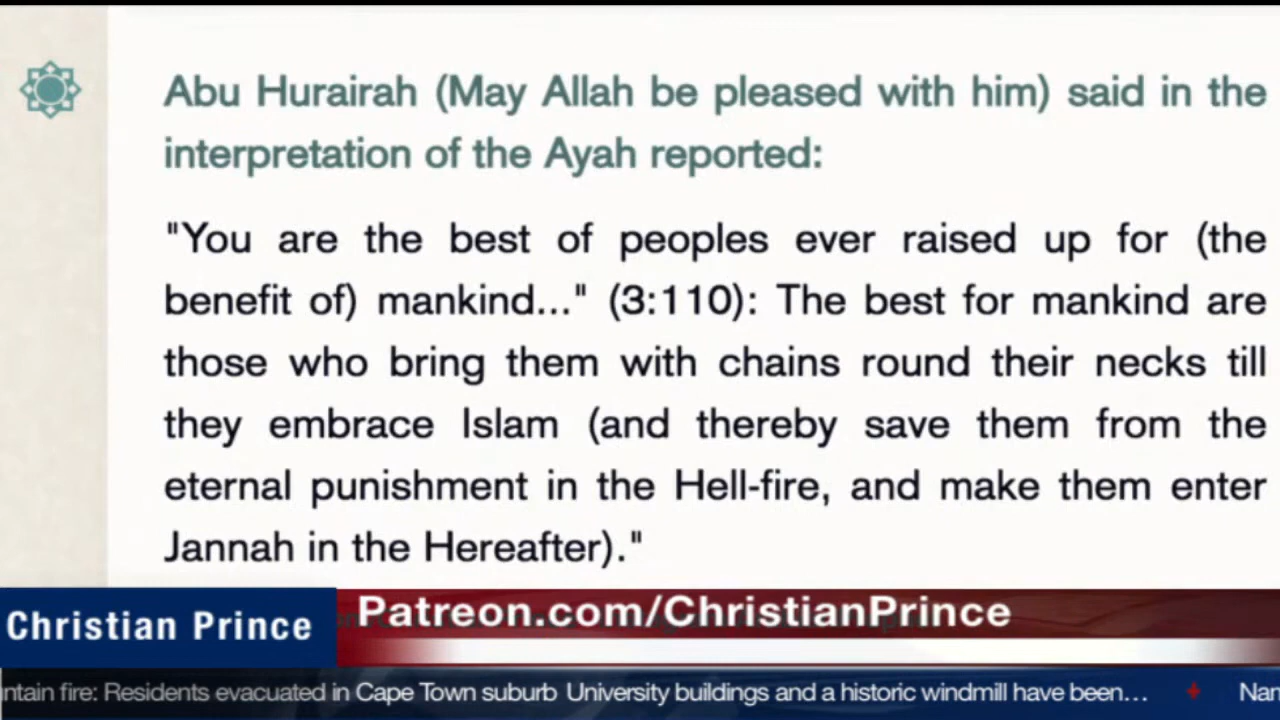 Abu Hurairah (May Allah be pleased with him) said in the
interpretation of the Ayah reported:
"You are the best of peoples ever raised up for (the
benefit of) mankind..." (3:110): The best for mankind are
those who bring them with chains round their necks till
they embrace Islam (and thereby save them from the
eternal punishment in the Hell-fire, and make them enter
Jannah in the Hereafter)."
Christian Prince
Patreon.com/ChristianPrince
ntain fire: Residents evacuated in Cape Town suburb University buildings and a historic windmill have been… Nan